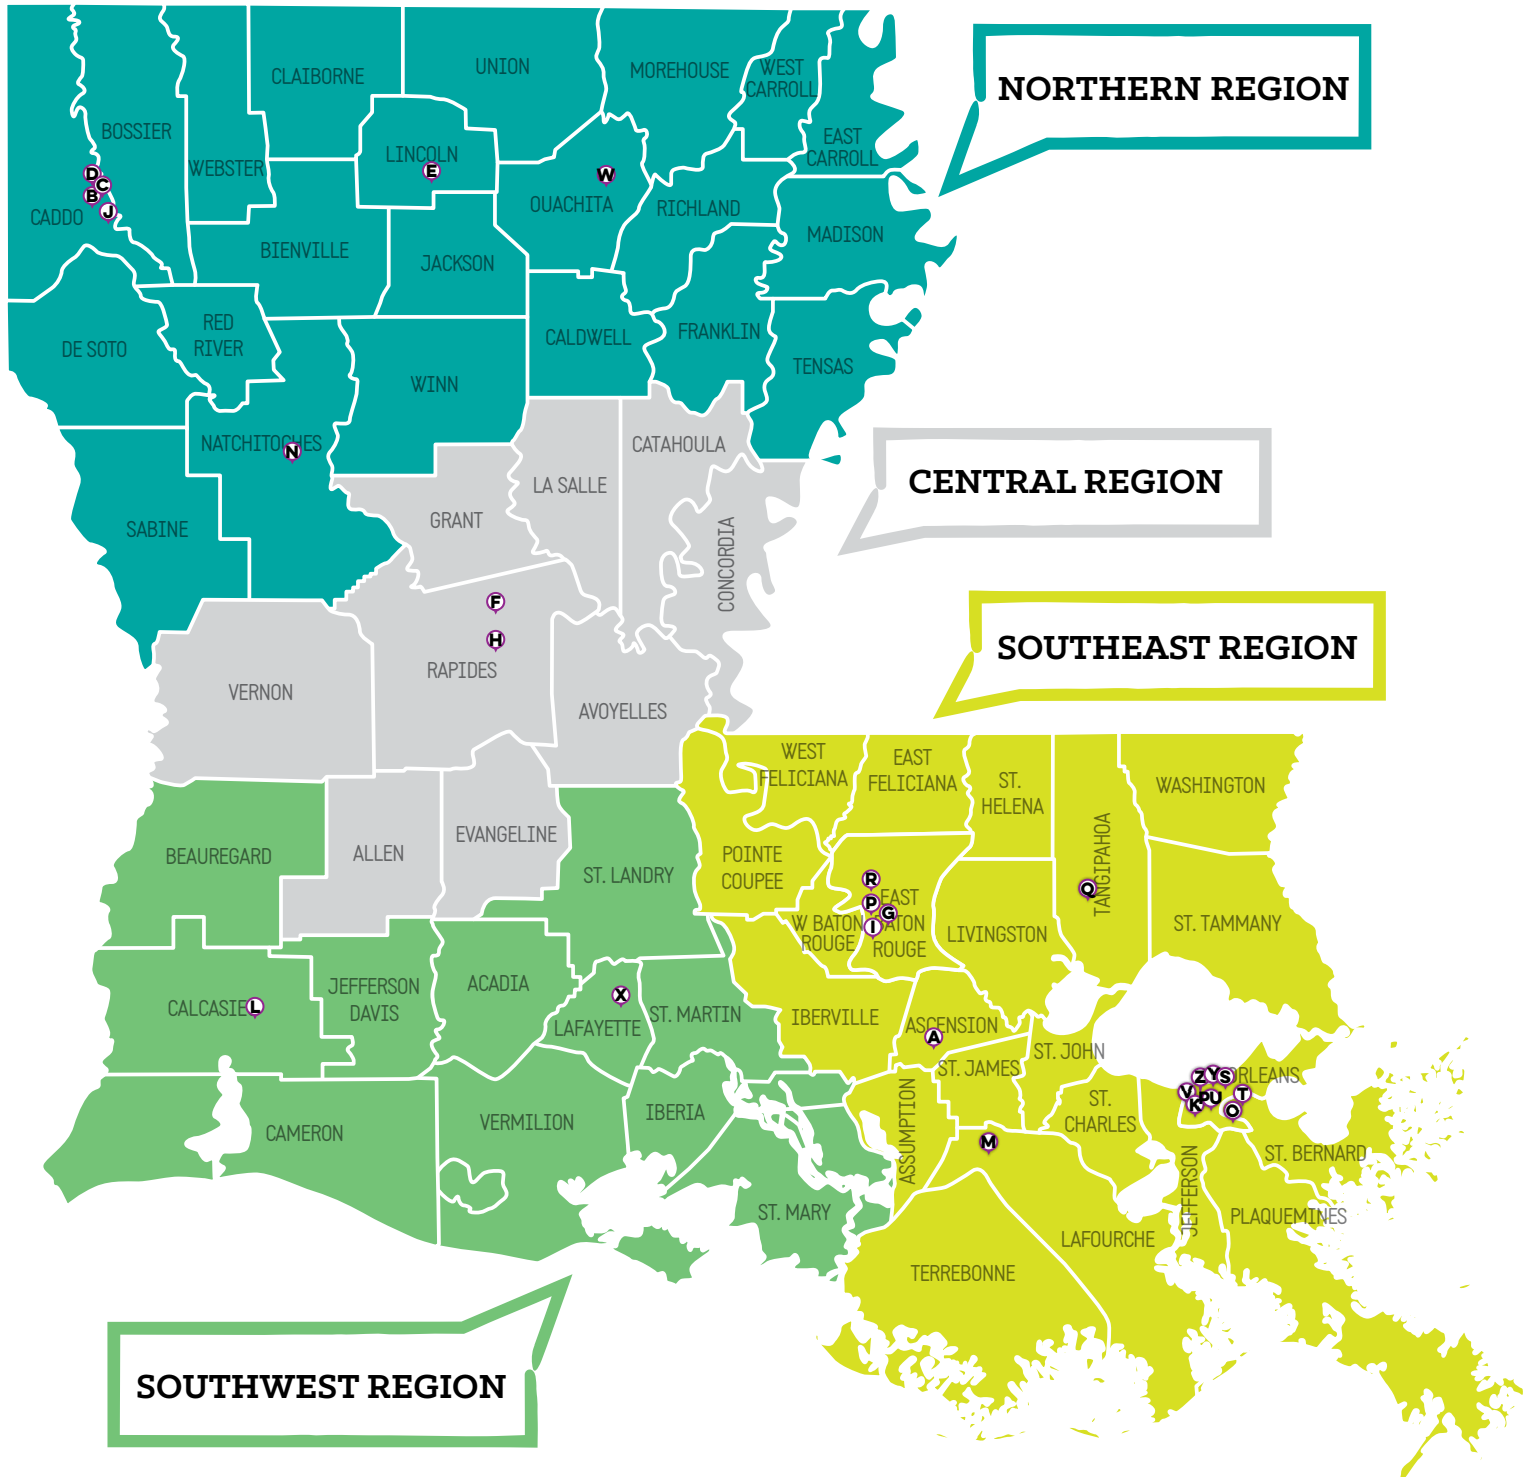 NORTHERN REGION
CLAIBORNE
UNION
MOREHOUSE
WEST
CARROLL
BOSSIER
EAST
CARROLL
WEBSTER
LINCOLN
E
W
D
C
B
J
CADDO
OUACHITA
RICHLAND
MADISON
BIENVILLE
JACKSON
RED
RIVER
DE SOTO
CALDWELL
FRANKLIN
TENSAS
WINN
NATCHITOCHES
N
SABINE
CENTRAL REGION
CATAHOULA
LA SALLE
GRANT
CONCORDIA
F
H
RAPIDES
VERNON
AVOYELLES
EVANGELINE
ALLEN
SOUTHEAST REGION
WEST
FELICIANA
EAST
FELICIANA
ST.
HELENA
TANGIPAHOA
Q
WASHINGTON
POINTE
COUPEE
R
P
G
I
EAST
BATON
ROUGE
W BATON
ROUGE
LIVINGSTON
ST. TAMMANY
IBERVILLE
ASCENSION
A
ST. JAMES
ST. JOHN
ST.
CHARLES
ORLEANS
Z
Y
S
V
K
P
U
T
O
ASSUMPTION
M
JEFFERSON
ST. BERNARD
PLAQUEMINES
LAFOURCHE
TERREBONNE
BEAUREGARD
ST. LANDRY
CALCASIE
L
JEFFERSON
DAVIS
ACADIA
X
LAFAYETTE
ST. MARTIN
CAMERON
VERMILION
IBERIA
ST. MARY
SOUTHWEST REGION